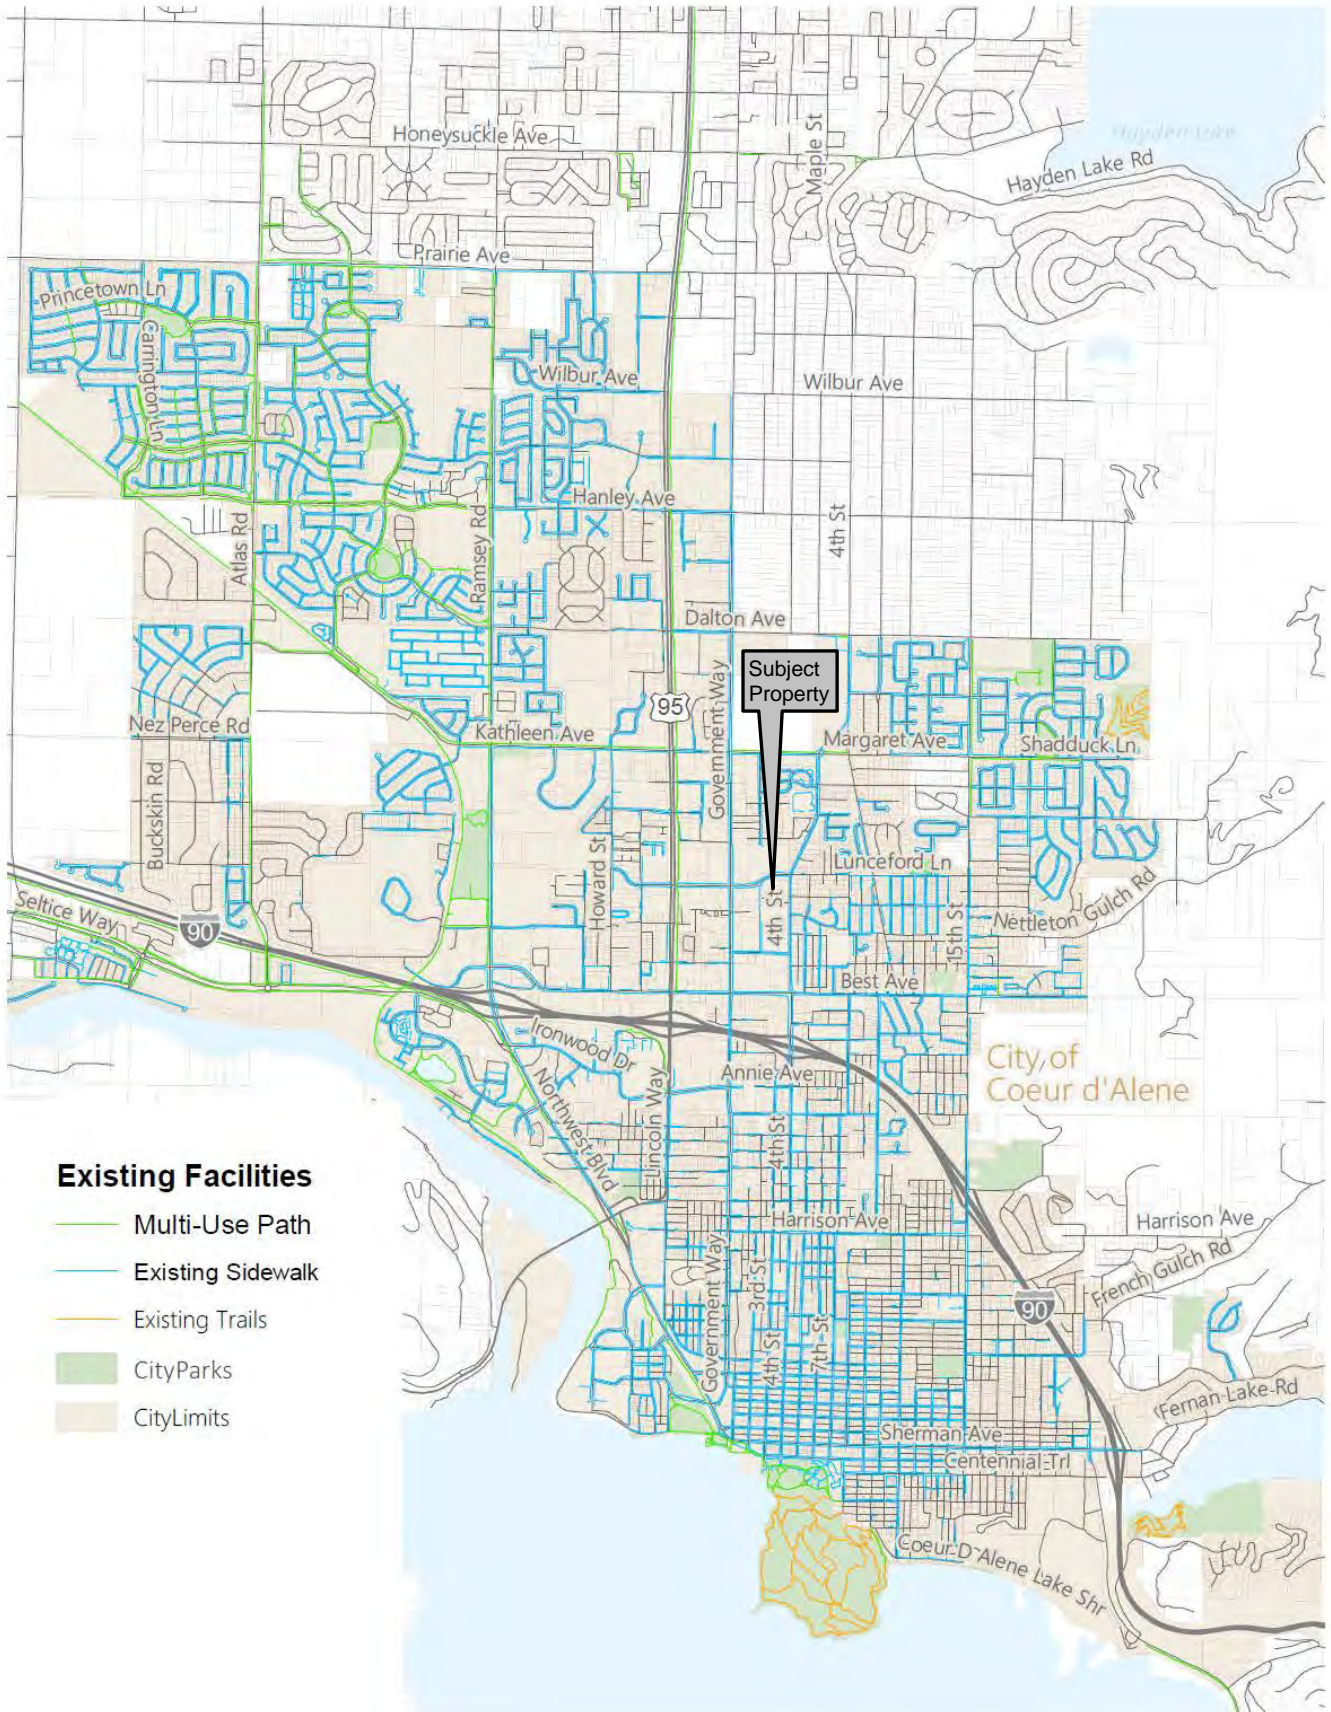 Honeysuckle Ave
Maple St
Hayden Lake
Hayden Lake Rd
Prairie Ave
Princetown Ln
Carrington Ln
Wilbur Ave
Wilbur Ave
Hanley Ave
Atlas Rd
Ramsey Rd
4th St
Dalton Ave
Subject
Property
Government Way
95
Nez Perce Rd
Kathleen Ave
Margaret Ave
Shadduck Ln
Buckskin Rd
Howard St
Lunceford Ln
4th St
15th St
Nettleton Gulch Rd
Seltice Way
90
Best Ave
Ironwood Dr
Annie Ave
City of
Coeur d'Alene
Northwest Blvd
Lincoln Way
4th St
Existing Facilities
Multi-Use Path
Existing Sidewalk
Existing Trails
CityParks
CityLimits
Harrison Ave
Harrison Ave
French Gulch Rd
Government Way
3rd St
4th St
7th St
90
Fernan Lake Rd
Sherman Ave
Centennial Trl
Coeur D'Alene Lake Shr